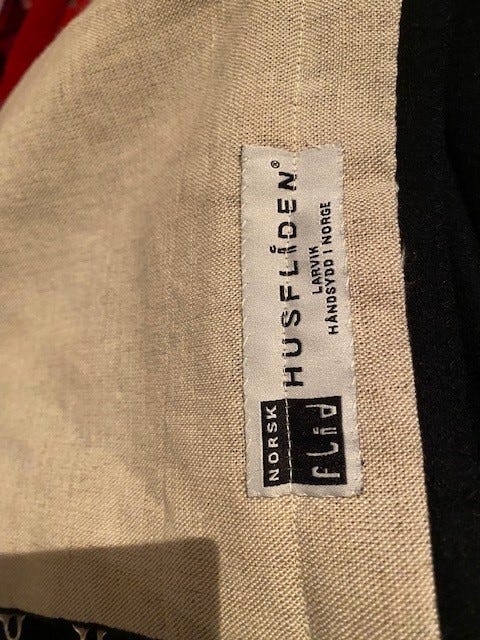 NORSK
flid
HUSFLIDEN®
LARVIK
HÅNDSYDD I NORGE